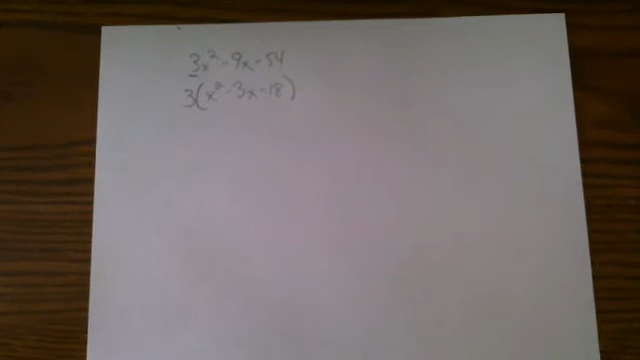 3x² - 9x - 54
3(x² - 3x - 18)